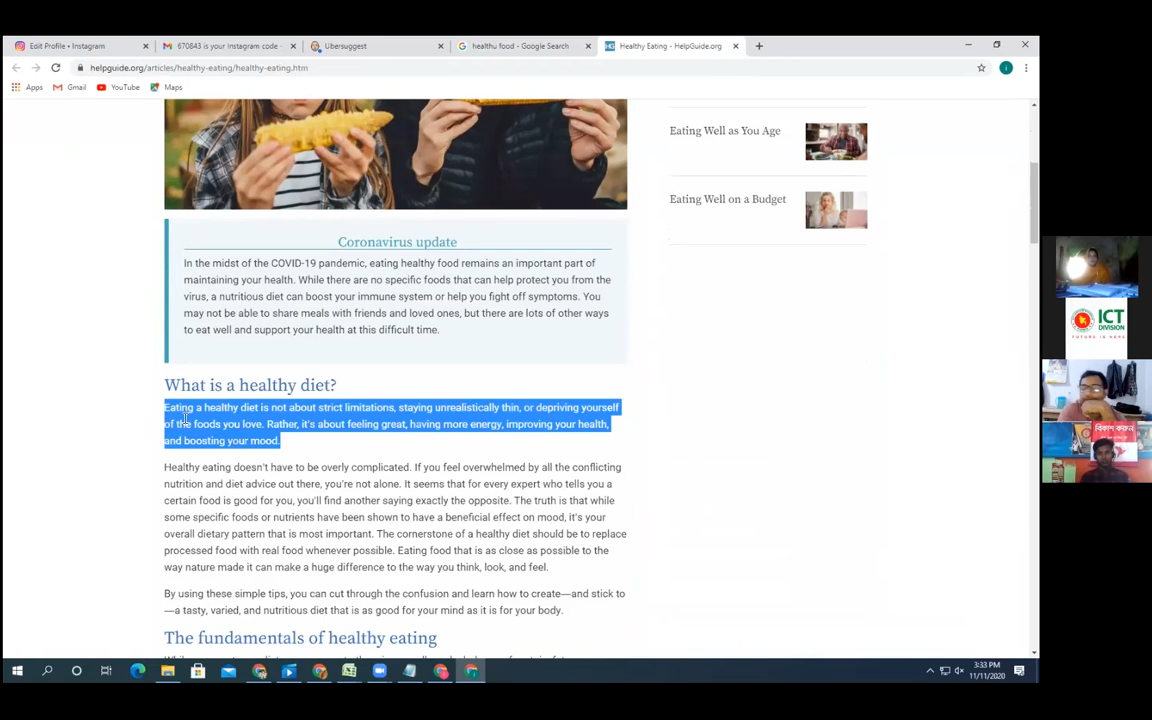 Edit Profile • Instagram
670843 is your Instagram code -
Ubersuggest
healthu food - Google Search
Healthy Eating - HelpGuide.org
helpguide.org/articles/healthy-eating/healthy-eating.htm
Apps
Gmail
YouTube
Maps
Eating Well as You Age
Eating Well on a Budget
Coronavirus update
In the midst of the COVID-19 pandemic, eating healthy food remains an important part of
maintaining your health. While there are no specific foods that can help protect you from the
virus, a nutritious diet can boost your immune system or help you fight off symptoms. You
may not be able to share meals with friends and loved ones, but there are lots of other ways
to eat well and support your health at this difficult time.
What is a healthy diet?
Eating a healthy diet is not about strict limitations, staying unrealistically thin, or depriving yourself
of the foods you love. Rather, it's about feeling great, having more energy, improving your health,
and boosting your mood.
Healthy eating doesn't have to be overly complicated. If you feel overwhelmed by all the conflicting
nutrition and diet advice out there, you're not alone. It seems that for every expert who tells you a
certain food is good for you, you'll find another saying exactly the opposite. The truth is that while
some specific foods or nutrients have been shown to have a beneficial effect on mood, it's your
overall dietary pattern that is most important. The cornerstone of a healthy diet should be to replace
processed food with real food whenever possible. Eating food that is as close as possible to the
way nature made it can make a huge difference to the way you think, look, and feel.
By using these simple tips, you can cut through the confusion and learn how to create—and stick to
—a tasty, varied, and nutritious diet that is as good for your mind as it is for your body.
The fundamentals of healthy eating
ICT
DIVISION
FUTURE IS HERE
বিকাশ করুন
3:33 PM
11/11/2020